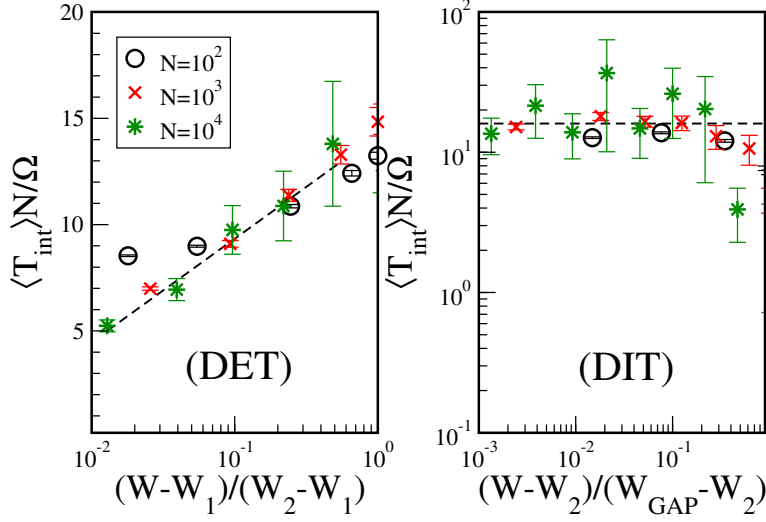 20
15
10
5
10^-2
10^-1
10^0
⟨T_int⟩N/Ω
N=10^2
N=10^3
N=10^4
(DET)
(W-W_1)/(W_2-W_1)
10^2
10^1
10^0
10^-1
10^-3
10^-2
10^-1
⟨T_int⟩N/Ω
(DIT)
(W-W_2)/(W_GAP-W_2)